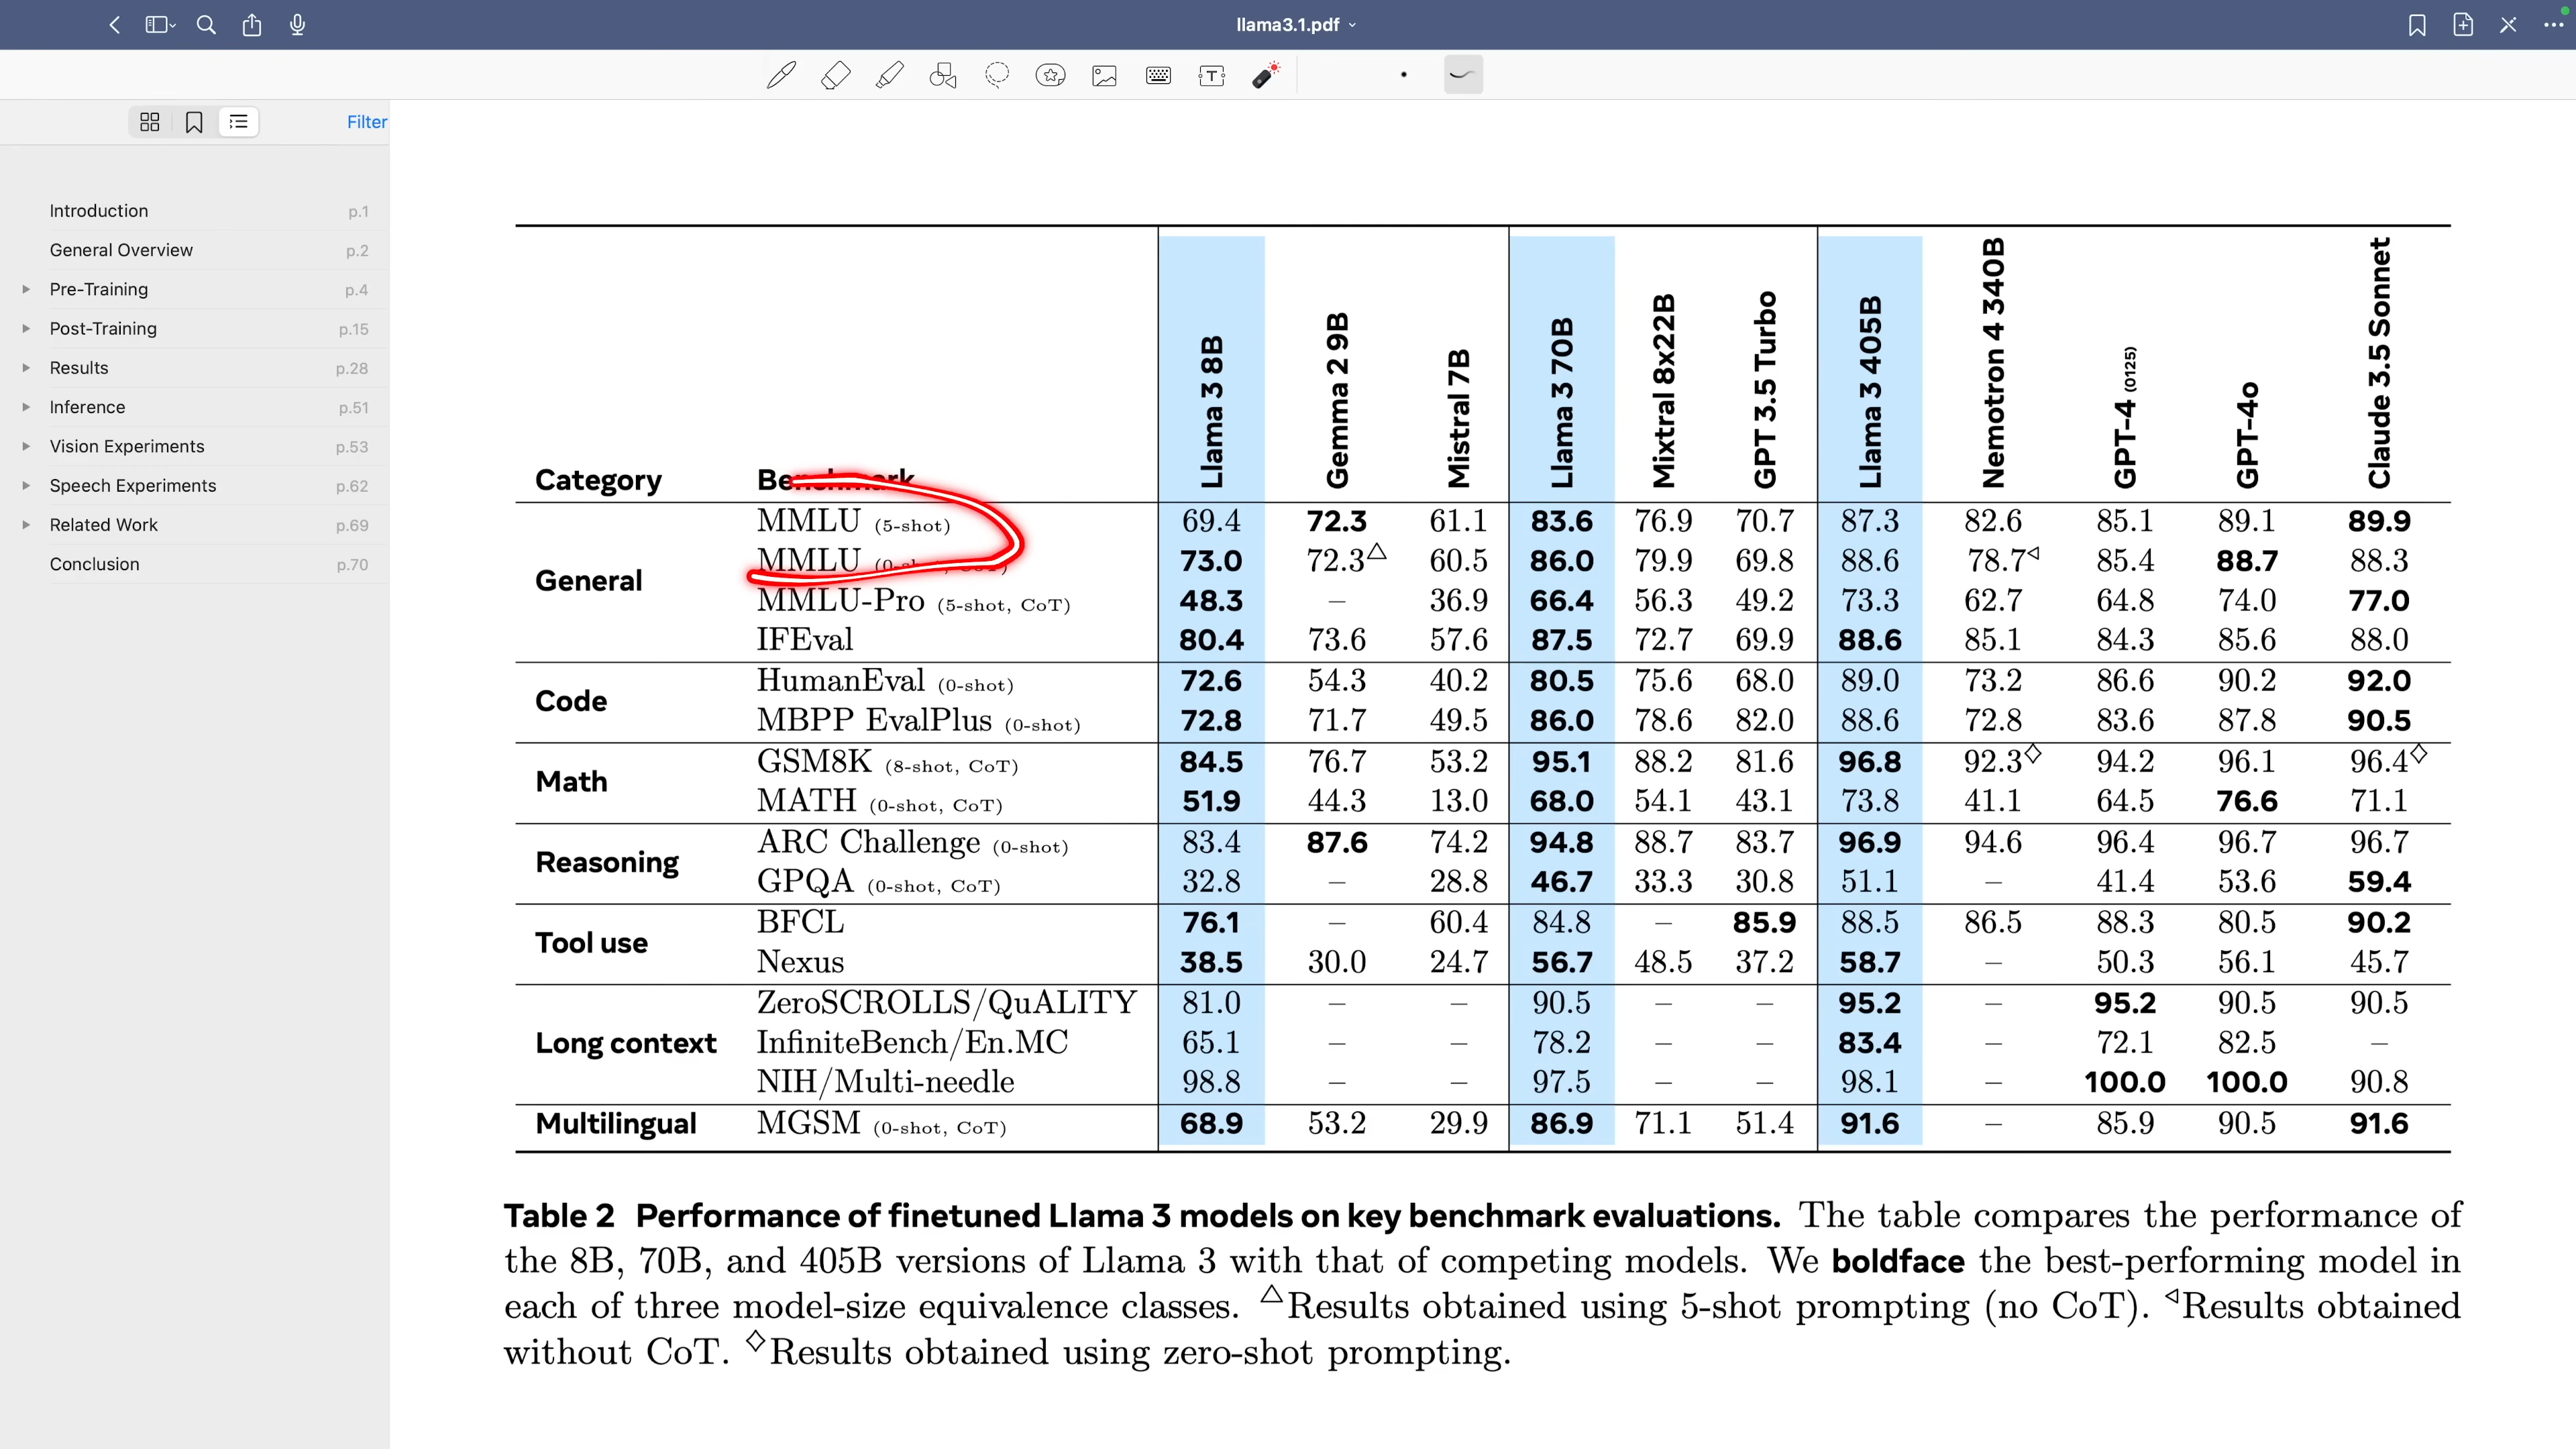 llama3.1.pdf
Filter
Introduction p.1
General Overview p.2
Pre-Training p.4
Post-Training p.15
Results p.28
Inference p.51
Vision Experiments p.53
Speech Experiments p.62
Related Work p.69
Conclusion p.70
Category Benchmark Llama 3 8B Gemma 2 9B Mistral 7B Llama 3 70B Mixtral 8x22B GPT 3.5 Turbo Llama 3 405B Nemotron 4 340B GPT-4 (0125) GPT-4o Claude 3.5 Sonnet
General
MMLU (5-shot) 69.4 72.3 61.1 83.6 76.9 70.7 87.3 82.6 85.1 89.1 89.9
MMLU (0-shot, CoT) 73.0 72.3△ 60.5 86.0 79.9 69.8 88.6 78.7◁ 85.4 88.7 88.3
MMLU-Pro (5-shot, CoT) 48.3 – 36.9 66.4 56.3 49.2 73.3 62.7 64.8 74.0 77.0
IFEval 80.4 73.6 57.6 87.5 72.7 69.9 88.6 85.1 84.3 85.6 88.0
Code
HumanEval (0-shot) 72.6 54.3 40.2 80.5 75.6 68.0 89.0 73.2 86.6 90.2 92.0
MBPP EvalPlus (0-shot) 72.8 71.7 49.5 86.0 78.6 82.0 88.6 72.8 83.6 87.8 90.5
Math
GSM8K (8-shot, CoT) 84.5 76.7 53.2 95.1 88.2 81.6 96.8 92.3◇ 94.2 96.1 96.4◇
MATH (0-shot, CoT) 51.9 44.3 13.0 68.0 54.1 43.1 73.8 41.1 64.5 76.6 71.1
Reasoning
ARC Challenge (0-shot) 83.4 87.6 74.2 94.8 88.7 83.7 96.9 94.6 96.4 96.7 96.7
GPQA (0-shot, CoT) 32.8 – 28.8 46.7 33.3 30.8 51.1 – 41.4 53.6 59.4
Tool use
BFCL 76.1 – 60.4 84.8 – 85.9 88.5 86.5 88.3 80.5 90.2
Nexus 38.5 30.0 24.7 56.7 48.5 37.2 58.7 – 50.3 56.1 45.7
Long context
ZeroSCROLLS/QuALITY 81.0 – – 90.5 – – 95.2 – 95.2 90.5 90.5
InfiniteBench/En.MC 65.1 – – 78.2 – – 83.4 – 72.1 82.5 –
NIH/Multi-needle 98.8 – – 97.5 – – 98.1 – 100.0 100.0 90.8
Multilingual MGSM (0-shot, CoT) 68.9 53.2 29.9 86.9 71.1 51.4 91.6 – 85.9 90.5 91.6
Table 2 Performance of finetuned Llama 3 models on key benchmark evaluations. The table compares the performance of
the 8B, 70B, and 405B versions of Llama 3 with that of competing models. We boldface the best-performing model in
each of three model-size equivalence classes. △Results obtained using 5-shot prompting (no CoT). ◁Results obtained
without CoT. ◇Results obtained using zero-shot prompting.